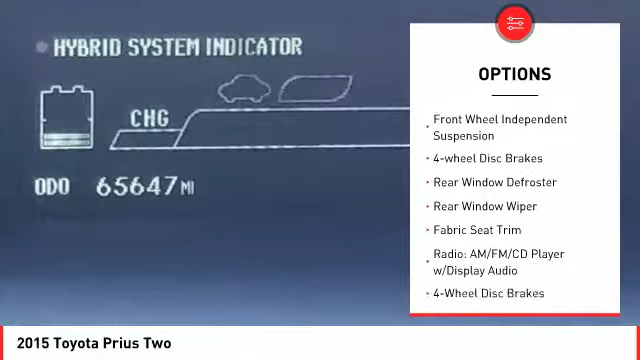 HYBRID SYSTEM INDICATOR
CHG
ODO 65647 MI
OPTIONS
Front Wheel Independent
Suspension
4-wheel Disc Brakes
Rear Window Defroster
Rear Window Wiper
Fabric Seat Trim
Radio: AM/FM/CD Player
w/Display Audio
4-Wheel Disc Brakes
2015 Toyota Prius Two